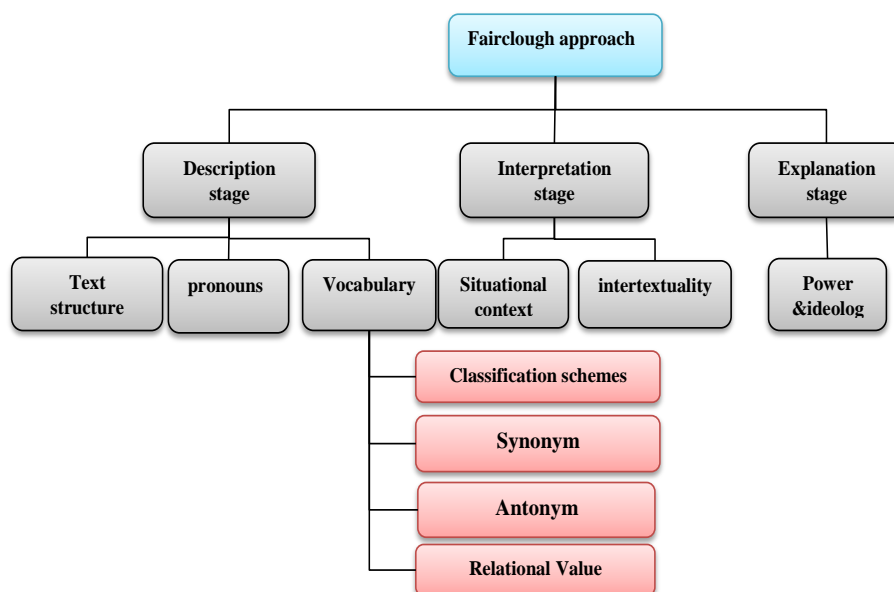 Fairclough approach
Description
stage
Interpretation
stage
Explanation
stage
Text
structure
pronouns
Vocabulary
Situational
context
intertextuality
Power
&ideolog
Classification schemes
Synonym
Antonym
Relational Value